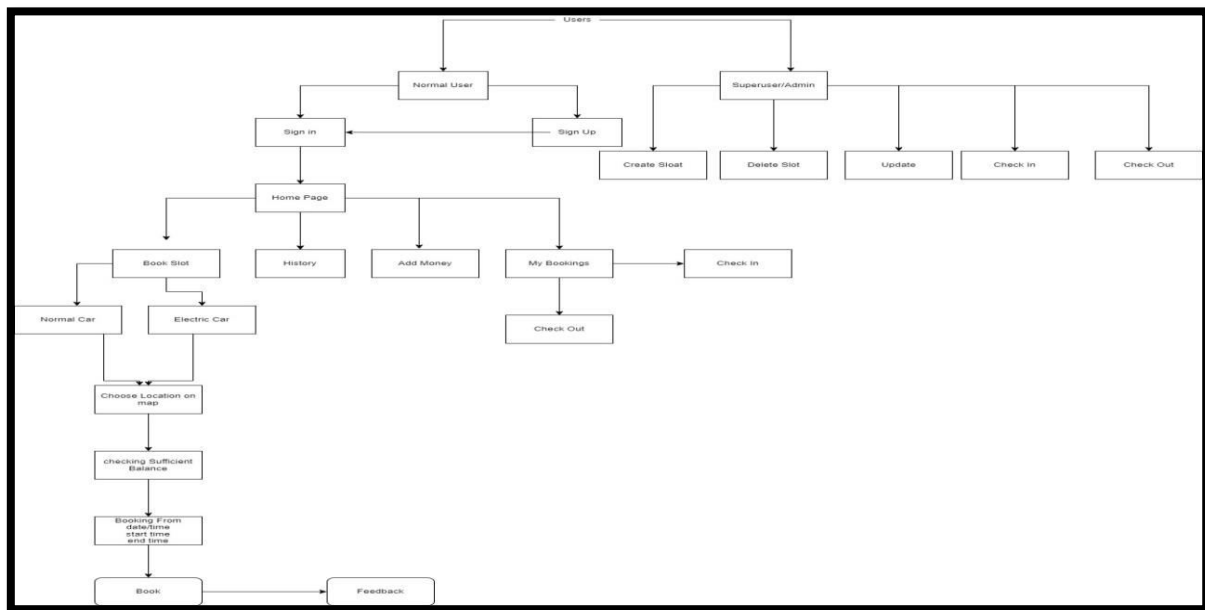 Users
Normal User
Superuser/Admin
Sign in
Sign Up
Create Sloat
Delete Slot
Update
Check In
Check Out
Home Page
Book Slot
History
Add Money
My Bookings
Check In
Normal Car
Electric Car
Check Out
Choose Location on
map
checking Sufficient
Balance
Booking From
date/time
start time
end time
Book
Feedback